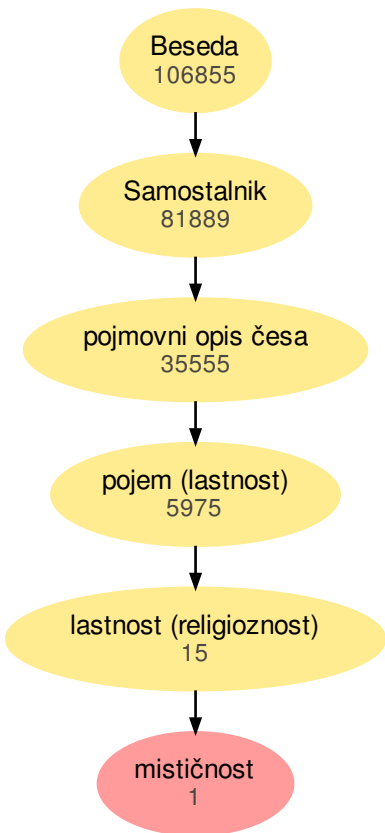 Beseda
106855
Samostalnik
81889
pojmovni opis česa
35555
pojem (lastnost)
5975
lastnost (religioznost)
15
mističnost
1